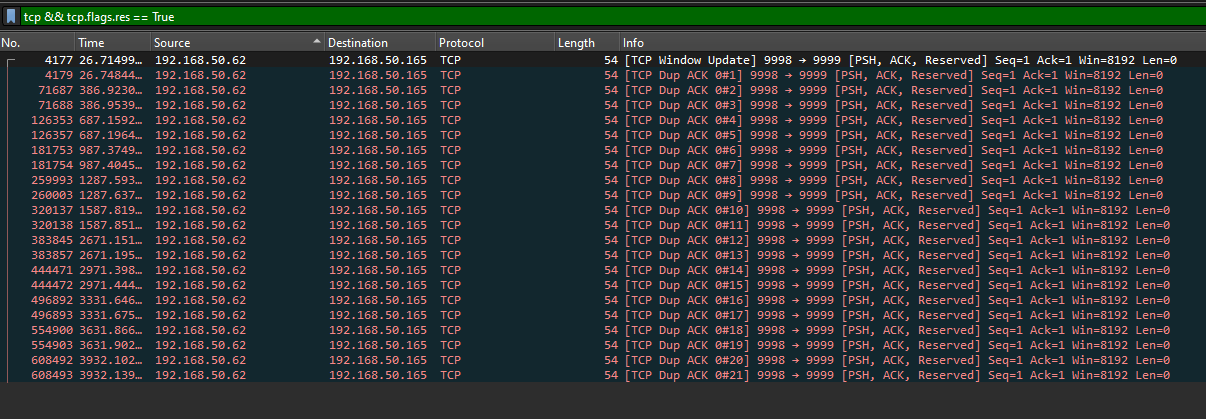 tcp && tcp.flags.res == True
No. Time Source Destination Protocol Length Info
4177 26.71499… 192.168.50.62 192.168.50.165 TCP 54 [TCP Window Update] 9998 → 9999 [PSH, ACK, Reserved] Seq=1 Ack=1 Win=8192 Len=0
4179 26.74844… 192.168.50.62 192.168.50.165 TCP 54 [TCP Dup ACK 0#1] 9998 → 9999 [PSH, ACK, Reserved] Seq=1 Ack=1 Win=8192 Len=0
71687 386.9230… 192.168.50.62 192.168.50.165 TCP 54 [TCP Dup ACK 0#2] 9998 → 9999 [PSH, ACK, Reserved] Seq=1 Ack=1 Win=8192 Len=0
71688 386.9539… 192.168.50.62 192.168.50.165 TCP 54 [TCP Dup ACK 0#3] 9998 → 9999 [PSH, ACK, Reserved] Seq=1 Ack=1 Win=8192 Len=0
126353 687.1592… 192.168.50.62 192.168.50.165 TCP 54 [TCP Dup ACK 0#4] 9998 → 9999 [PSH, ACK, Reserved] Seq=1 Ack=1 Win=8192 Len=0
126357 687.1964… 192.168.50.62 192.168.50.165 TCP 54 [TCP Dup ACK 0#5] 9998 → 9999 [PSH, ACK, Reserved] Seq=1 Ack=1 Win=8192 Len=0
181753 987.3749… 192.168.50.62 192.168.50.165 TCP 54 [TCP Dup ACK 0#6] 9998 → 9999 [PSH, ACK, Reserved] Seq=1 Ack=1 Win=8192 Len=0
181754 987.4045… 192.168.50.62 192.168.50.165 TCP 54 [TCP Dup ACK 0#7] 9998 → 9999 [PSH, ACK, Reserved] Seq=1 Ack=1 Win=8192 Len=0
259993 1287.593… 192.168.50.62 192.168.50.165 TCP 54 [TCP Dup ACK 0#8] 9998 → 9999 [PSH, ACK, Reserved] Seq=1 Ack=1 Win=8192 Len=0
260003 1287.637… 192.168.50.62 192.168.50.165 TCP 54 [TCP Dup ACK 0#9] 9998 → 9999 [PSH, ACK, Reserved] Seq=1 Ack=1 Win=8192 Len=0
320137 1587.819… 192.168.50.62 192.168.50.165 TCP 54 [TCP Dup ACK 0#10] 9998 → 9999 [PSH, ACK, Reserved] Seq=1 Ack=1 Win=8192 Len=0
320138 1587.851… 192.168.50.62 192.168.50.165 TCP 54 [TCP Dup ACK 0#11] 9998 → 9999 [PSH, ACK, Reserved] Seq=1 Ack=1 Win=8192 Len=0
383845 2671.151… 192.168.50.62 192.168.50.165 TCP 54 [TCP Dup ACK 0#12] 9998 → 9999 [PSH, ACK, Reserved] Seq=1 Ack=1 Win=8192 Len=0
383857 2671.195… 192.168.50.62 192.168.50.165 TCP 54 [TCP Dup ACK 0#13] 9998 → 9999 [PSH, ACK, Reserved] Seq=1 Ack=1 Win=8192 Len=0
444471 2971.398… 192.168.50.62 192.168.50.165 TCP 54 [TCP Dup ACK 0#14] 9998 → 9999 [PSH, ACK, Reserved] Seq=1 Ack=1 Win=8192 Len=0
444472 2971.444… 192.168.50.62 192.168.50.165 TCP 54 [TCP Dup ACK 0#15] 9998 → 9999 [PSH, ACK, Reserved] Seq=1 Ack=1 Win=8192 Len=0
496892 3331.646… 192.168.50.62 192.168.50.165 TCP 54 [TCP Dup ACK 0#16] 9998 → 9999 [PSH, ACK, Reserved] Seq=1 Ack=1 Win=8192 Len=0
496893 3331.675… 192.168.50.62 192.168.50.165 TCP 54 [TCP Dup ACK 0#17] 9998 → 9999 [PSH, ACK, Reserved] Seq=1 Ack=1 Win=8192 Len=0
554900 3631.866… 192.168.50.62 192.168.50.165 TCP 54 [TCP Dup ACK 0#18] 9998 → 9999 [PSH, ACK, Reserved] Seq=1 Ack=1 Win=8192 Len=0
554903 3631.902… 192.168.50.62 192.168.50.165 TCP 54 [TCP Dup ACK 0#19] 9998 → 9999 [PSH, ACK, Reserved] Seq=1 Ack=1 Win=8192 Len=0
608492 3932.102… 192.168.50.62 192.168.50.165 TCP 54 [TCP Dup ACK 0#20] 9998 → 9999 [PSH, ACK, Reserved] Seq=1 Ack=1 Win=8192 Len=0
608493 3932.139… 192.168.50.62 192.168.50.165 TCP 54 [TCP Dup ACK 0#21] 9998 → 9999 [PSH, ACK, Reserved] Seq=1 Ack=1 Win=8192 Len=0